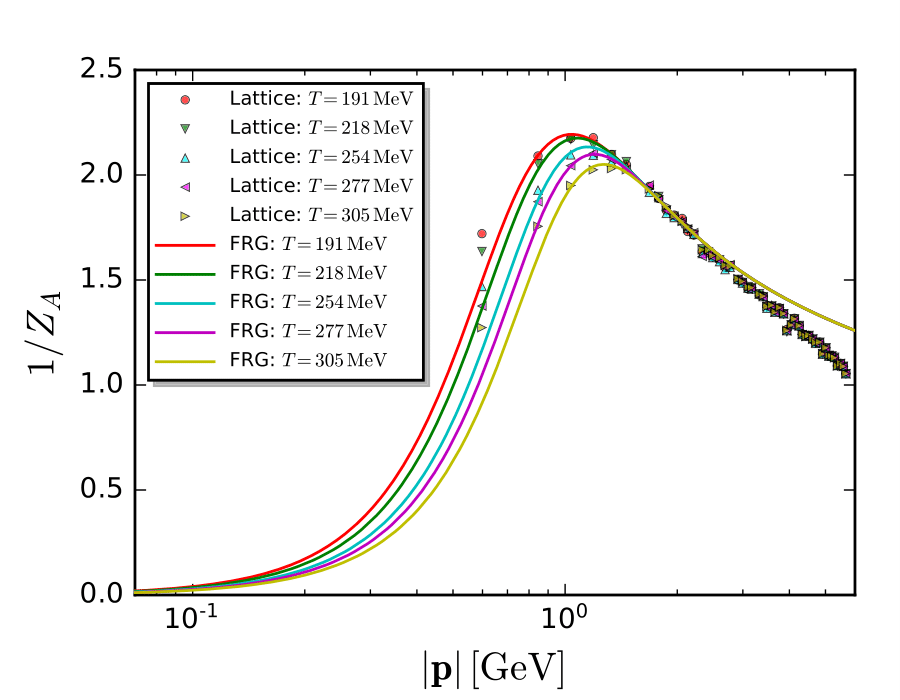 2.5
2.0
1.5
1.0
0.5
0.0
1/Z_A
Lattice: T = 191 MeV
Lattice: T = 218 MeV
Lattice: T = 254 MeV
Lattice: T = 277 MeV
Lattice: T = 305 MeV
FRG: T = 191 MeV
FRG: T = 218 MeV
FRG: T = 254 MeV
FRG: T = 277 MeV
FRG: T = 305 MeV
10⁻¹ 10⁰
|p| [GeV]